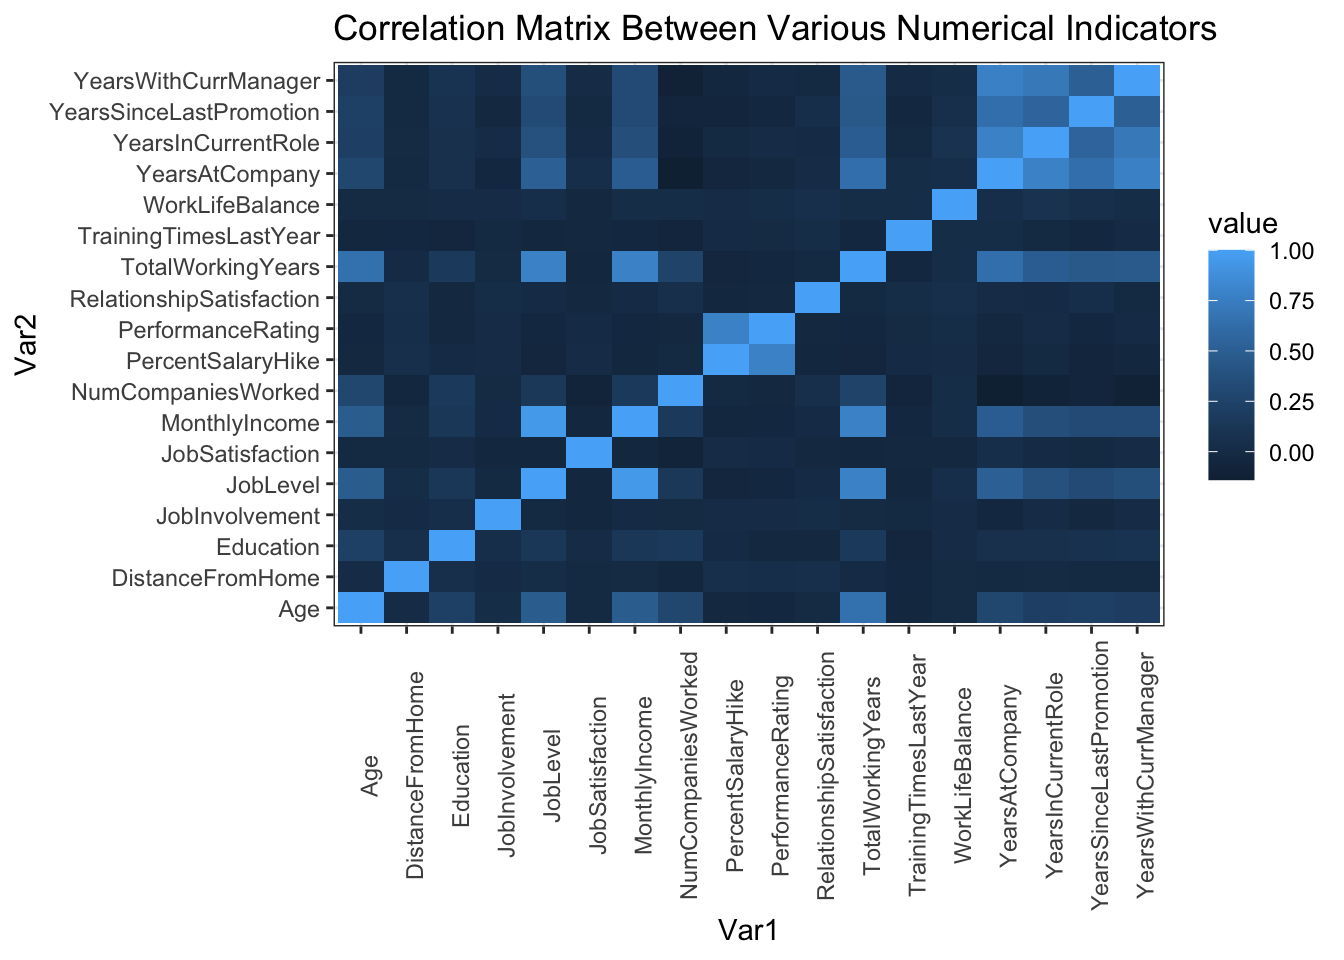 Correlation Matrix Between Various Numerical Indicators
Var2
YearsWithCurrManager
YearsSinceLastPromotion
YearsInCurrentRole
YearsAtCompany
WorkLifeBalance
TrainingTimesLastYear
TotalWorkingYears
RelationshipSatisfaction
PerformanceRating
PercentSalaryHike
NumCompaniesWorked
MonthlyIncome
JobSatisfaction
JobLevel
JobInvolvement
Education
DistanceFromHome
Age
Age
DistanceFromHome
Education
JobInvolvement
JobLevel
JobSatisfaction
MonthlyIncome
NumCompaniesWorked
PercentSalaryHike
PerformanceRating
RelationshipSatisfaction
TotalWorkingYears
TrainingTimesLastYear
WorkLifeBalance
YearsAtCompany
YearsInCurrentRole
YearsSinceLastPromotion
YearsWithCurrManager
Var1
value
1.00
0.75
0.50
0.25
0.00